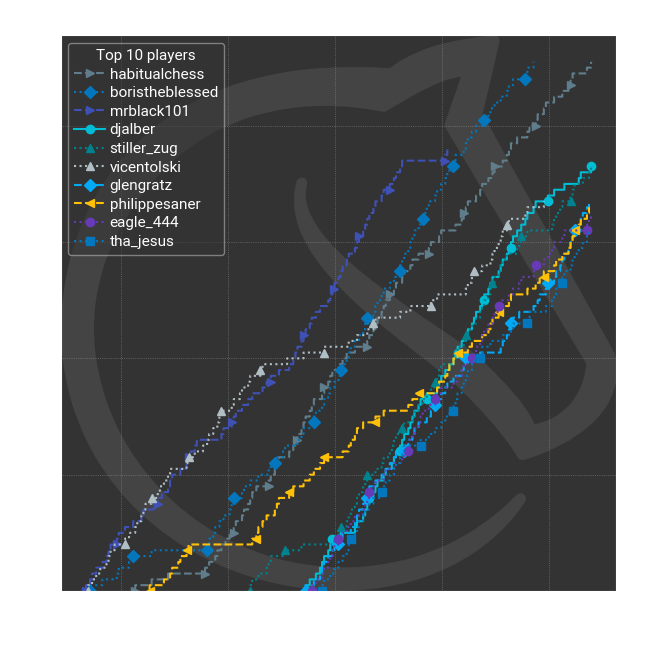 Top 10 players
habitualchess
boristheblessed
mrblack101
djalber
stiller_zug
vicentolski
glengratz
philippesaner
eagle_444
tha_jesus